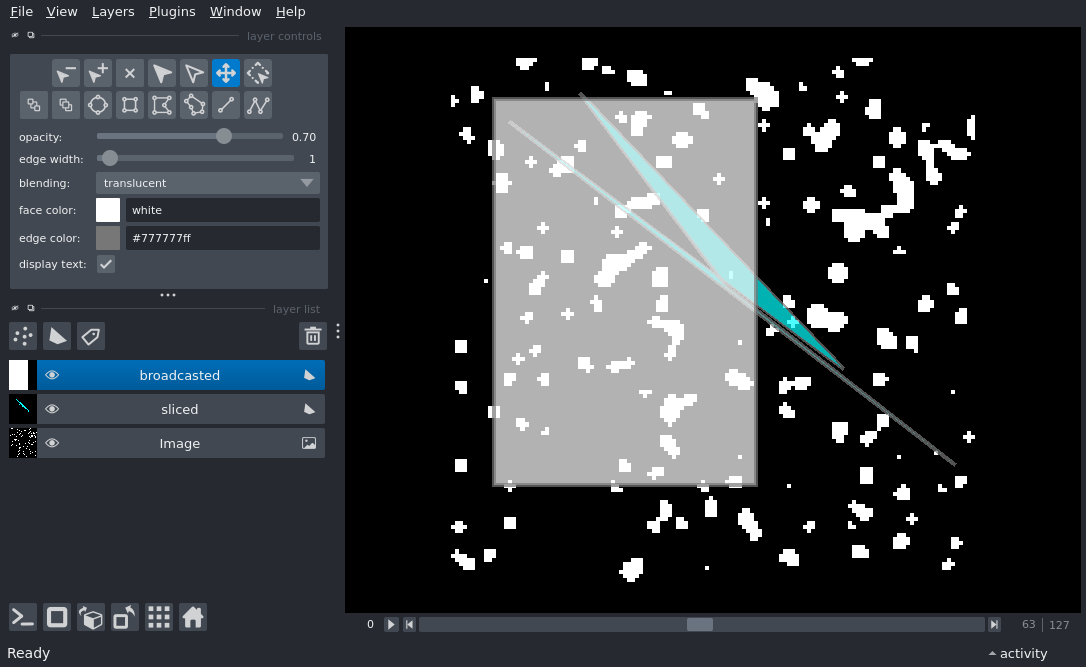 File View Layers Plugins Window Help
layer controls
opacity: 0.70
edge width: 1
blending: translucent
face color: white
edge color: #777777ff
display text:
layer list
broadcasted
sliced
Image
0 63 127
Ready activity